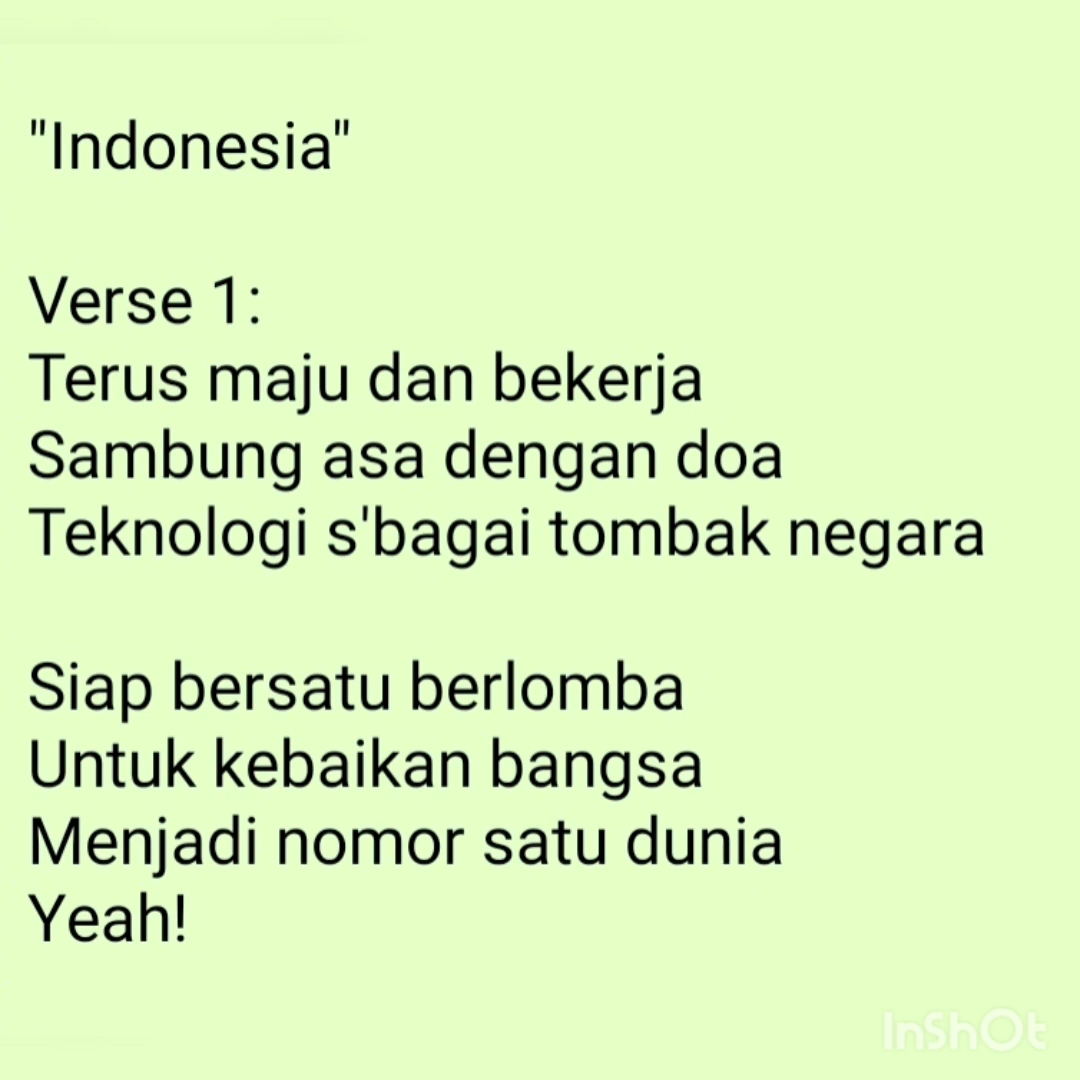 "Indonesia"
Verse 1:
Terus maju dan bekerja
Sambung asa dengan doa
Teknologi s'bagai tombak negara
Siap bersatu berlomba
Untuk kebaikan bangsa
Menjadi nomor satu dunia
Yeah!
InShOt